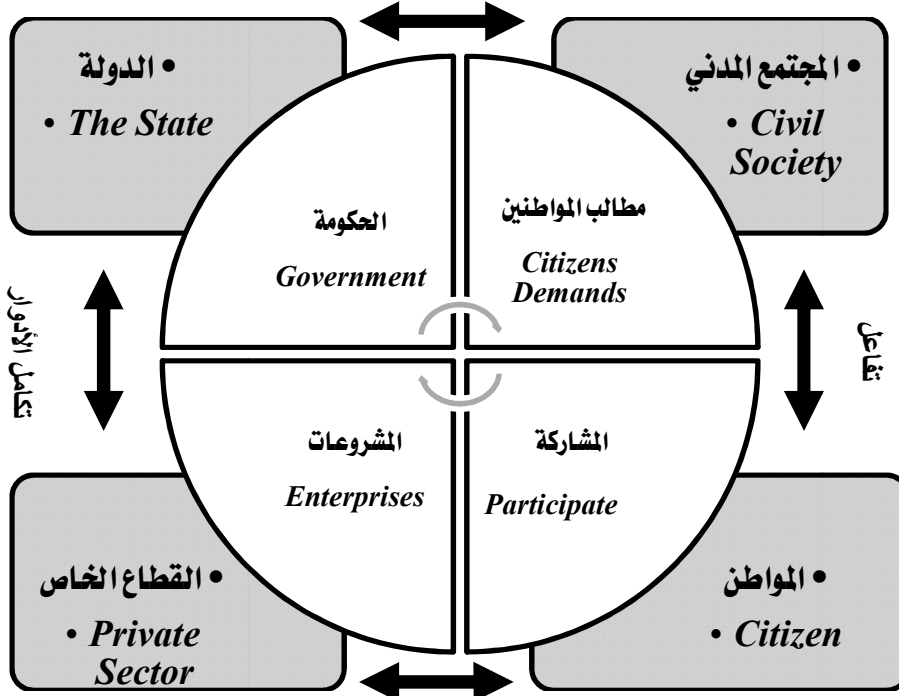 • الدولة
• The State
• المجتمع المدني
• Civil
Society
الحكومة
Government
مطالب المواطنين
Citizens
Demands
تكامل الأدوار
تفاعل
المشروعات
Enterprises
المشاركة
Participate
• القطاع الخاص
• Private
Sector
• المواطن
• Citizen